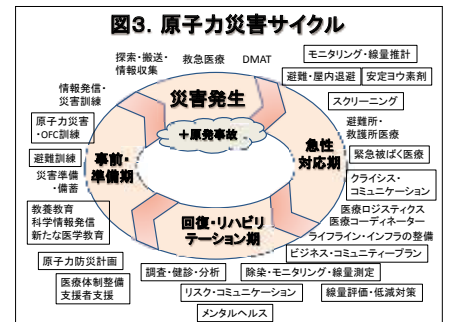 図3. 原子力災害サイクル
探索・搬送・
情報収集
救急医療
DMAT
モニタリング・線量推計
避難・屋内退避
安定ヨウ素剤
スクリーニング
避難所・
救護所医療
緊急被ばく医療
クライシス・
コミュニケーション
医療ロジスティクス
医療コーディネーター
ライフライン・インフラの整備
ビジネス・コミュニティープラン
情報発信・
災害訓練
原子力災害
・OFC訓練
避難訓練
災害準備
・備蓄
教養教育
科学情報発信
新たな医学教育
原子力防災計画
医療体制整備
支援者支援
災害発生
+原発事故
事前・
準備期
急性
対応期
回復・リハビリ
テーション期
調査・健診・分析
除染・モニタリング・線量測定
リスク・コミュニケーション
線量評価・低減対策
メンタルヘルス